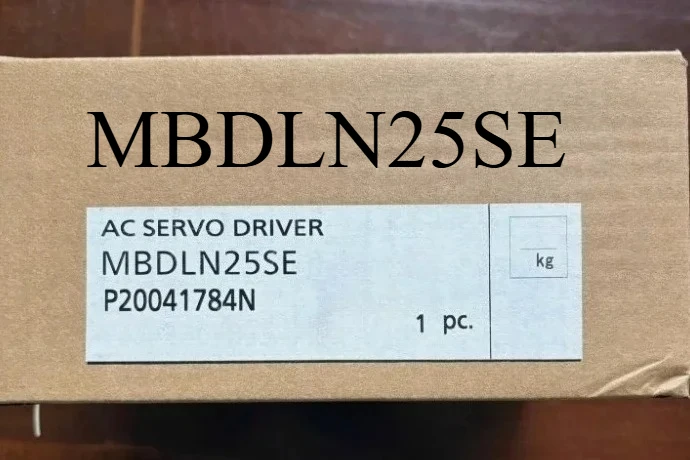 MBDLN25SE
AC SERVO DRIVER
MBDLN25SE
P20041784N
1 pc.
kg